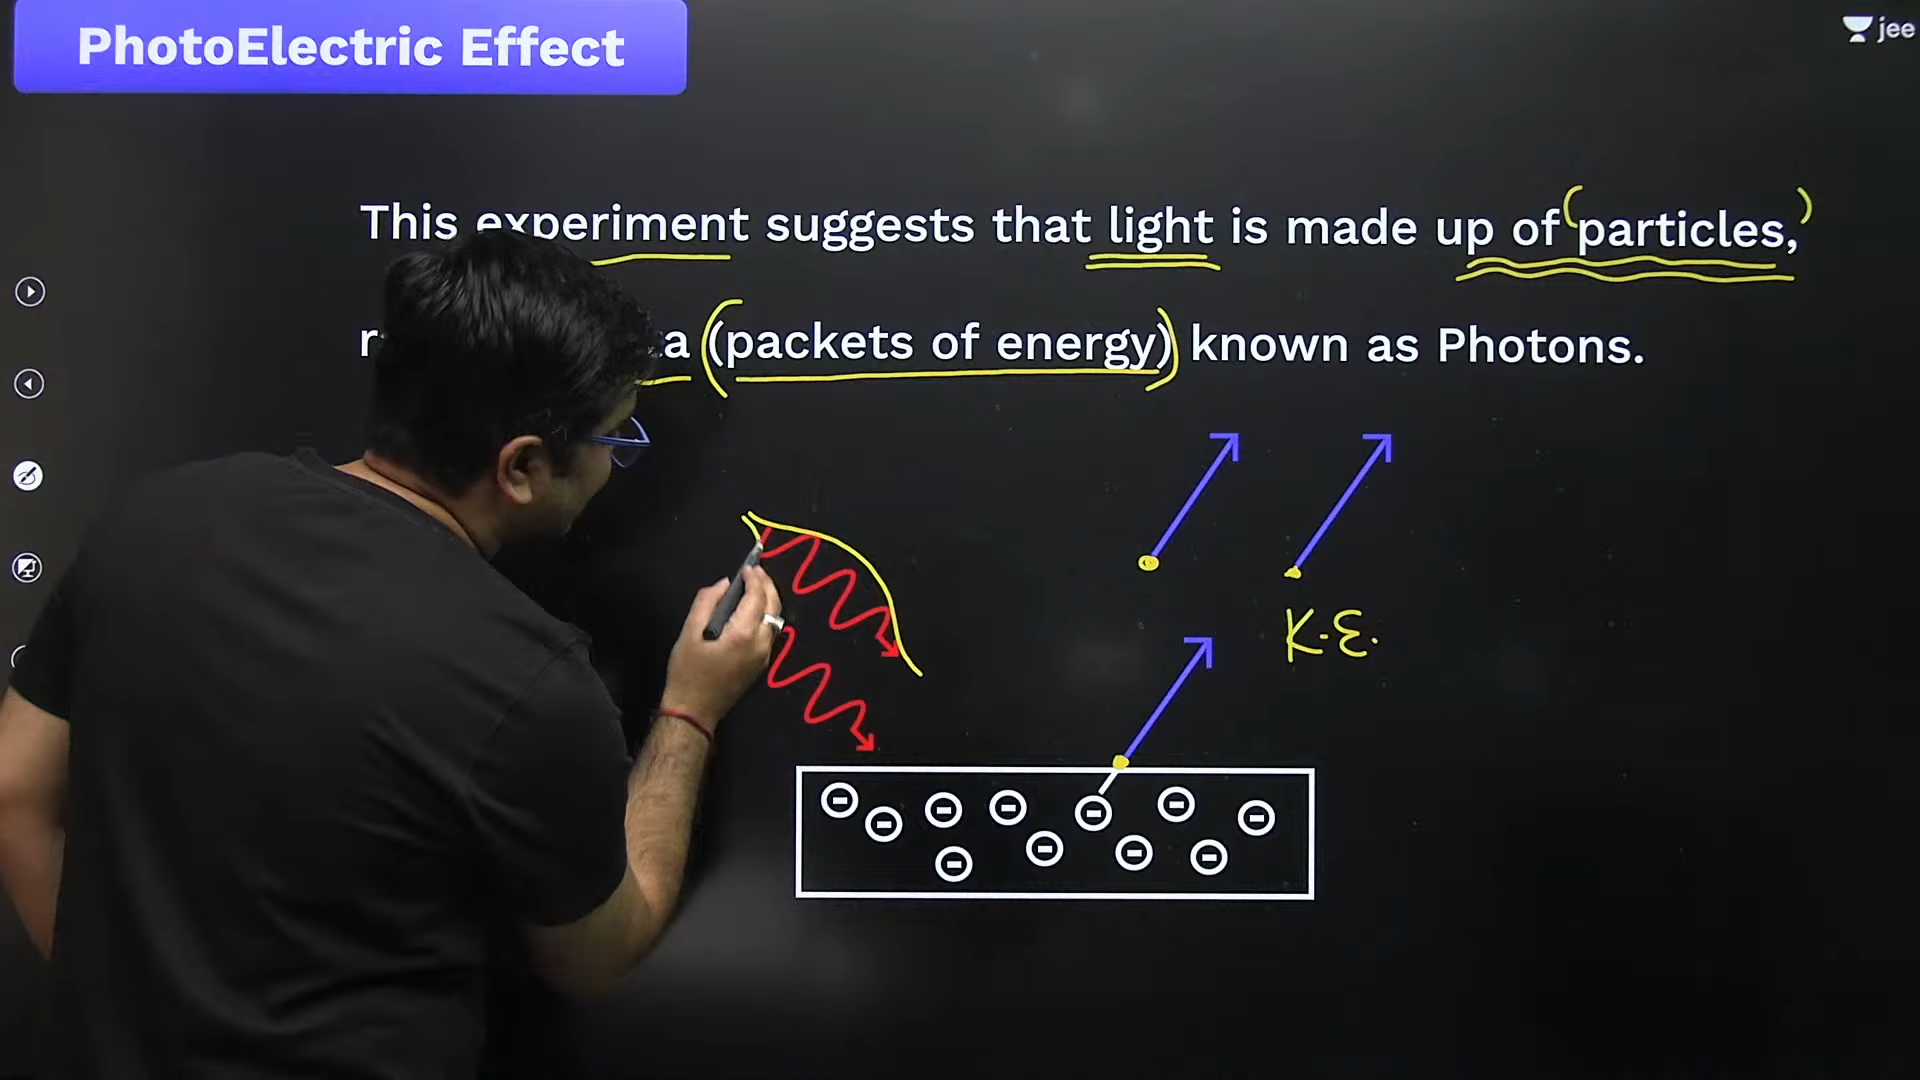 PhotoElectric Effect
jee
This experiment suggests that light is made up of (particles,)
(packets of energy) known as Photons.
K.E.